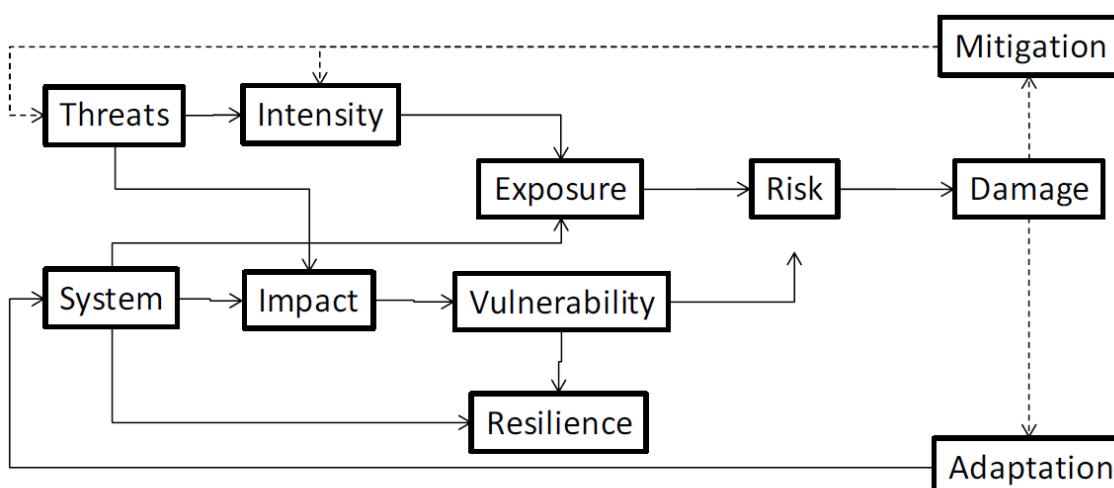 Mitigation
Threats
Intensity
Exposure
Risk
Damage
System
Impact
Vulnerability
Resilience
Adaptation